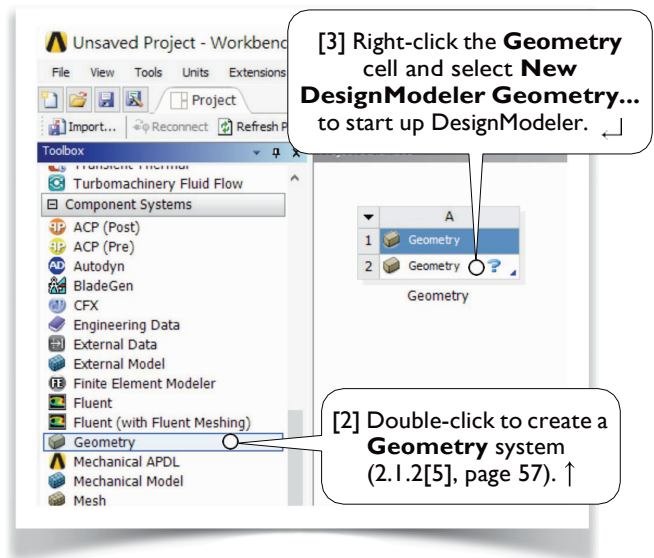 Unsaved Project - Workbenc
File View Tools Units Extensions
Project
Import... Reconnect Refresh P
Toolbox
Transient Thermal
Turbomachinery Fluid Flow
Component Systems
ACP (Post)
ACP (Pre)
Autodyn
BladeGen
CFX
Engineering Data
External Data
External Model
Finite Element Modeler
Fluent
Fluent (with Fluent Meshing)
Geometry
Mechanical APDL
Mechanical Model
Mesh
[3] Right-click the Geometry
cell and select New
DesignModeler Geometry...
to start up DesignModeler.
A
1 Geometry
2 Geometry ?
Geometry
[2] Double-click to create a
Geometry system
(2.1.2[5], page 57). ↑